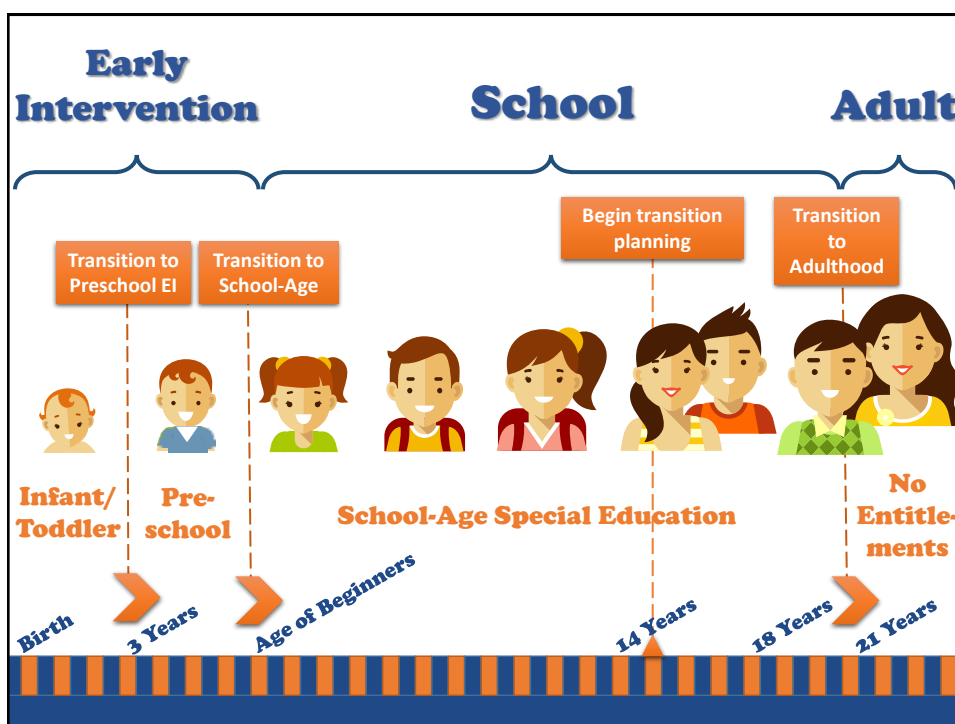 Early
Intervention
School
Adult
Transition to
Preschool EI
Transition to
School-Age
Begin transition
planning
Transition
to
Adulthood
Infant/
Toddler
Pre-
school
School-Age Special Education
No
Entitle-
ments
Birth
3 Years
Age of Beginners
14 Years
18 Years
21 Years